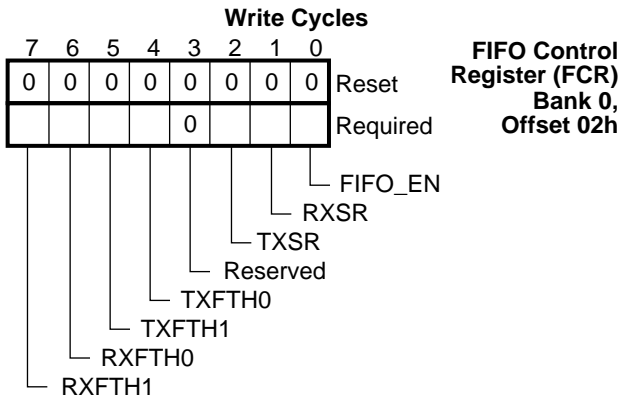 Write Cycles
7 6 5 4 3 2 1 0
FIFO Control
Register (FCR)
Bank 0,
Offset 02h
0 0 0 0 0 0 0 0 Reset
0 Required
FIFO_EN
RXSR
TXSR
Reserved
TXFTH0
TXFTH1
RXFTH0
RXFTH1